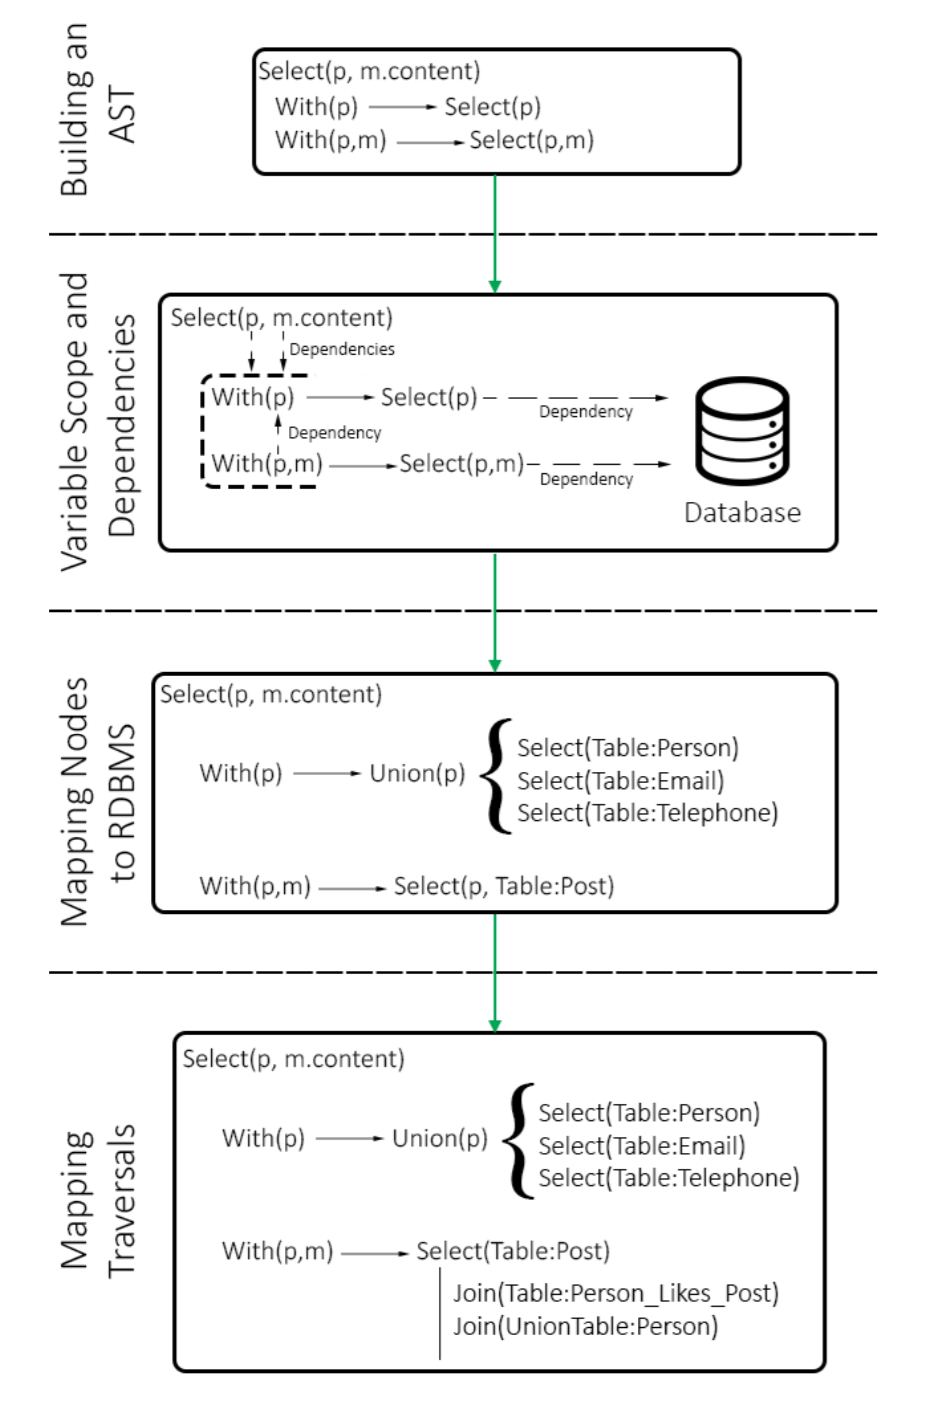 Building an
AST
Select(p, m.content)
With(p) Select(p)
With(p,m) Select(p,m)
Variable Scope and
Dependencies
Select(p, m.content)
Dependencies
With(p) Select(p)
Dependency
Dependency
With(p,m) Select(p,m)
Dependency
Database
Mapping Nodes
to RDBMS
Select(p, m.content)
With(p) Union(p)
Select(Table:Person)
Select(Table:Email)
Select(Table:Telephone)
With(p,m) Select(p, Table:Post)
Mapping
Traversals
Select(p, m.content)
With(p) Union(p)
Select(Table:Person)
Select(Table:Email)
Select(Table:Telephone)
With(p,m) Select(Table:Post)
Join(Table:Person_Likes_Post)
Join(UnionTable:Person)